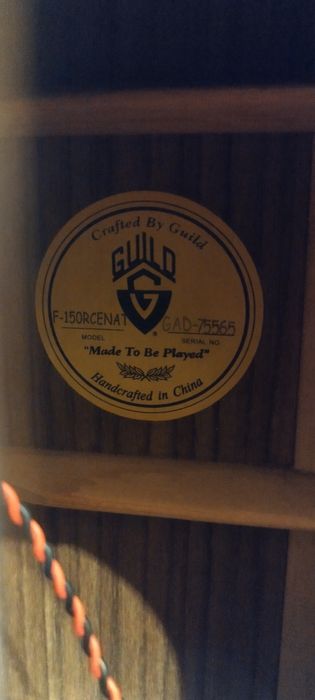 Crafted By Guild
GUILD
G
F-150RCENAT GAD-75565
MODEL SERIAL NO.
"Made To Be Played"
Handcrafted in China